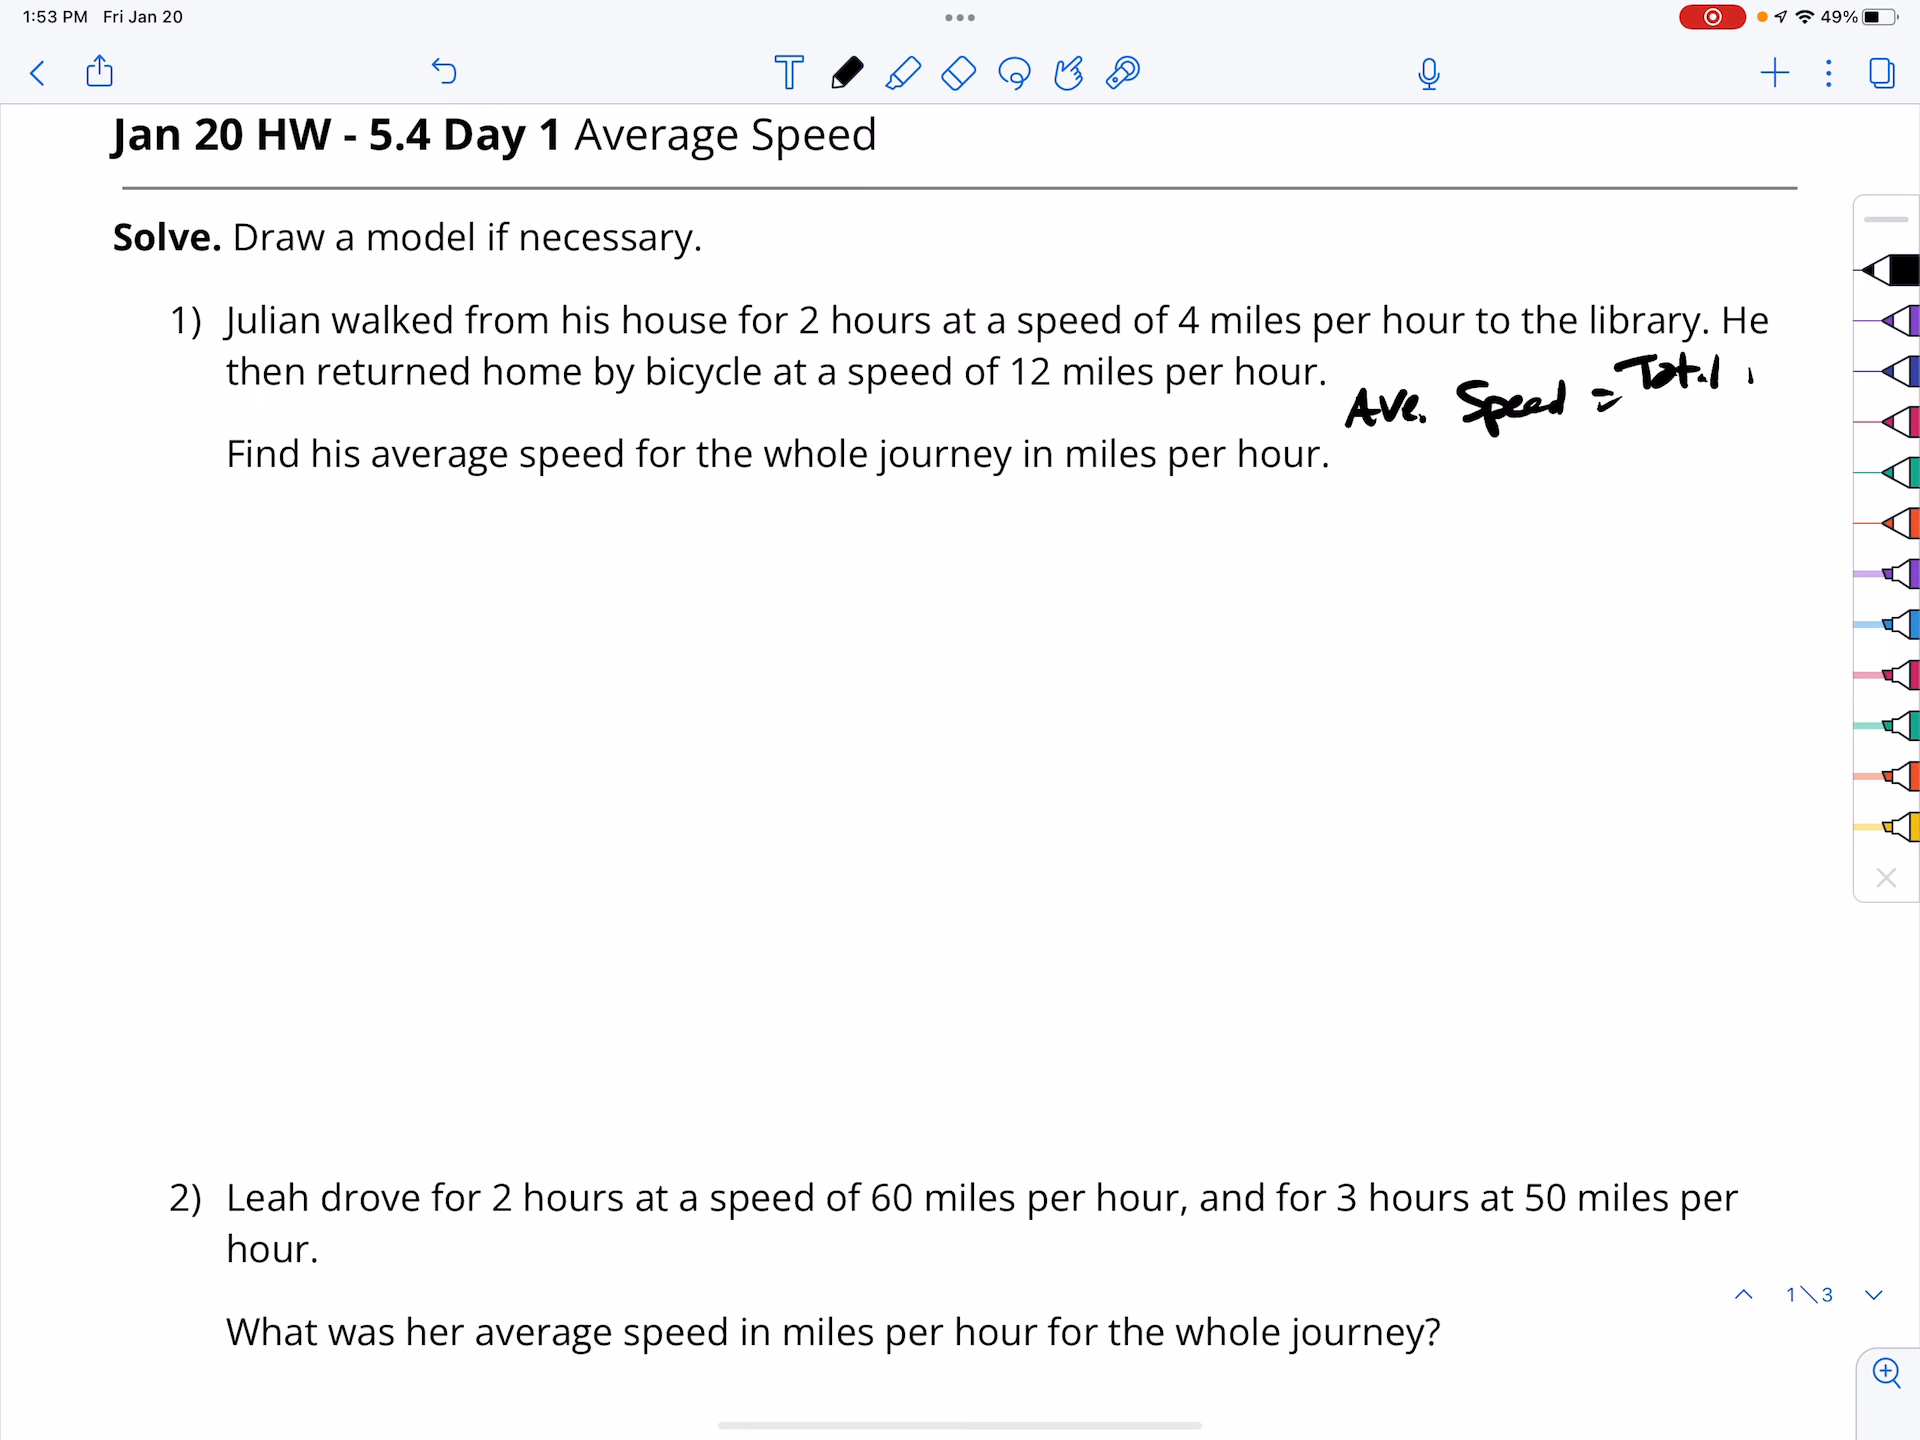 1:53 PM Fri Jan 20
49%
Jan 20 HW - 5.4 Day 1 Average Speed
Solve. Draw a model if necessary.
1) Julian walked from his house for 2 hours at a speed of 4 miles per hour to the library. He
then returned home by bicycle at a speed of 12 miles per hour.
Ave. Speed = Total
Find his average speed for the whole journey in miles per hour.
2) Leah drove for 2 hours at a speed of 60 miles per hour, and for 3 hours at 50 miles per
hour.
1\3
What was her average speed in miles per hour for the whole journey?